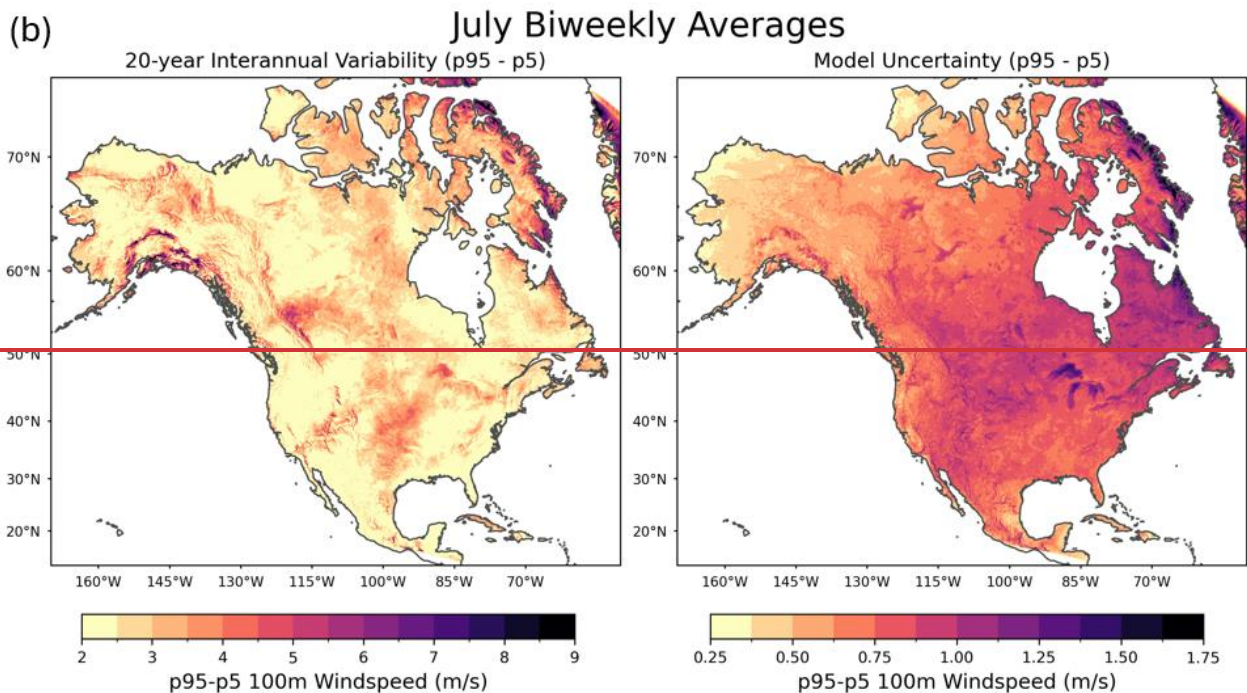 (b)
July Biweekly Averages
20-year Interannual Variability (p95 - p5)
Model Uncertainty (p95 - p5)
70°N
60°N
50°N
40°N
30°N
20°N
160°W 145°W 130°W 115°W 100°W 85°W 70°W
70°N
60°N
50°N
40°N
30°N
20°N
160°W 145°W 130°W 115°W 100°W 85°W 70°W
2 3 4 5 6 7 8 9
p95-p5 100m Windspeed (m/s)
0.25 0.50 0.75 1.00 1.25 1.50 1.75
p95-p5 100m Windspeed (m/s)